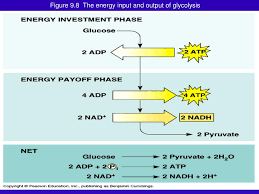 Figure 9.8 The energy input and output of glycolysis
ENERGY INVESTMENT PHASE
Glucose
2 ADP 2 ATP
ENERGY PAYOFF PHASE
4 ADP 4 ATP
2 NAD⁺ 2 NADH
2 Pyruvate
NET
Glucose 2 Pyruvate + 2H₂O
2 ADP + 2 Pᵢ 2 ATP
2 NAD⁺ 2 NADH + 2H⁺
Copyright © Pearson Education, Inc., publishing as Benjamin Cummings.